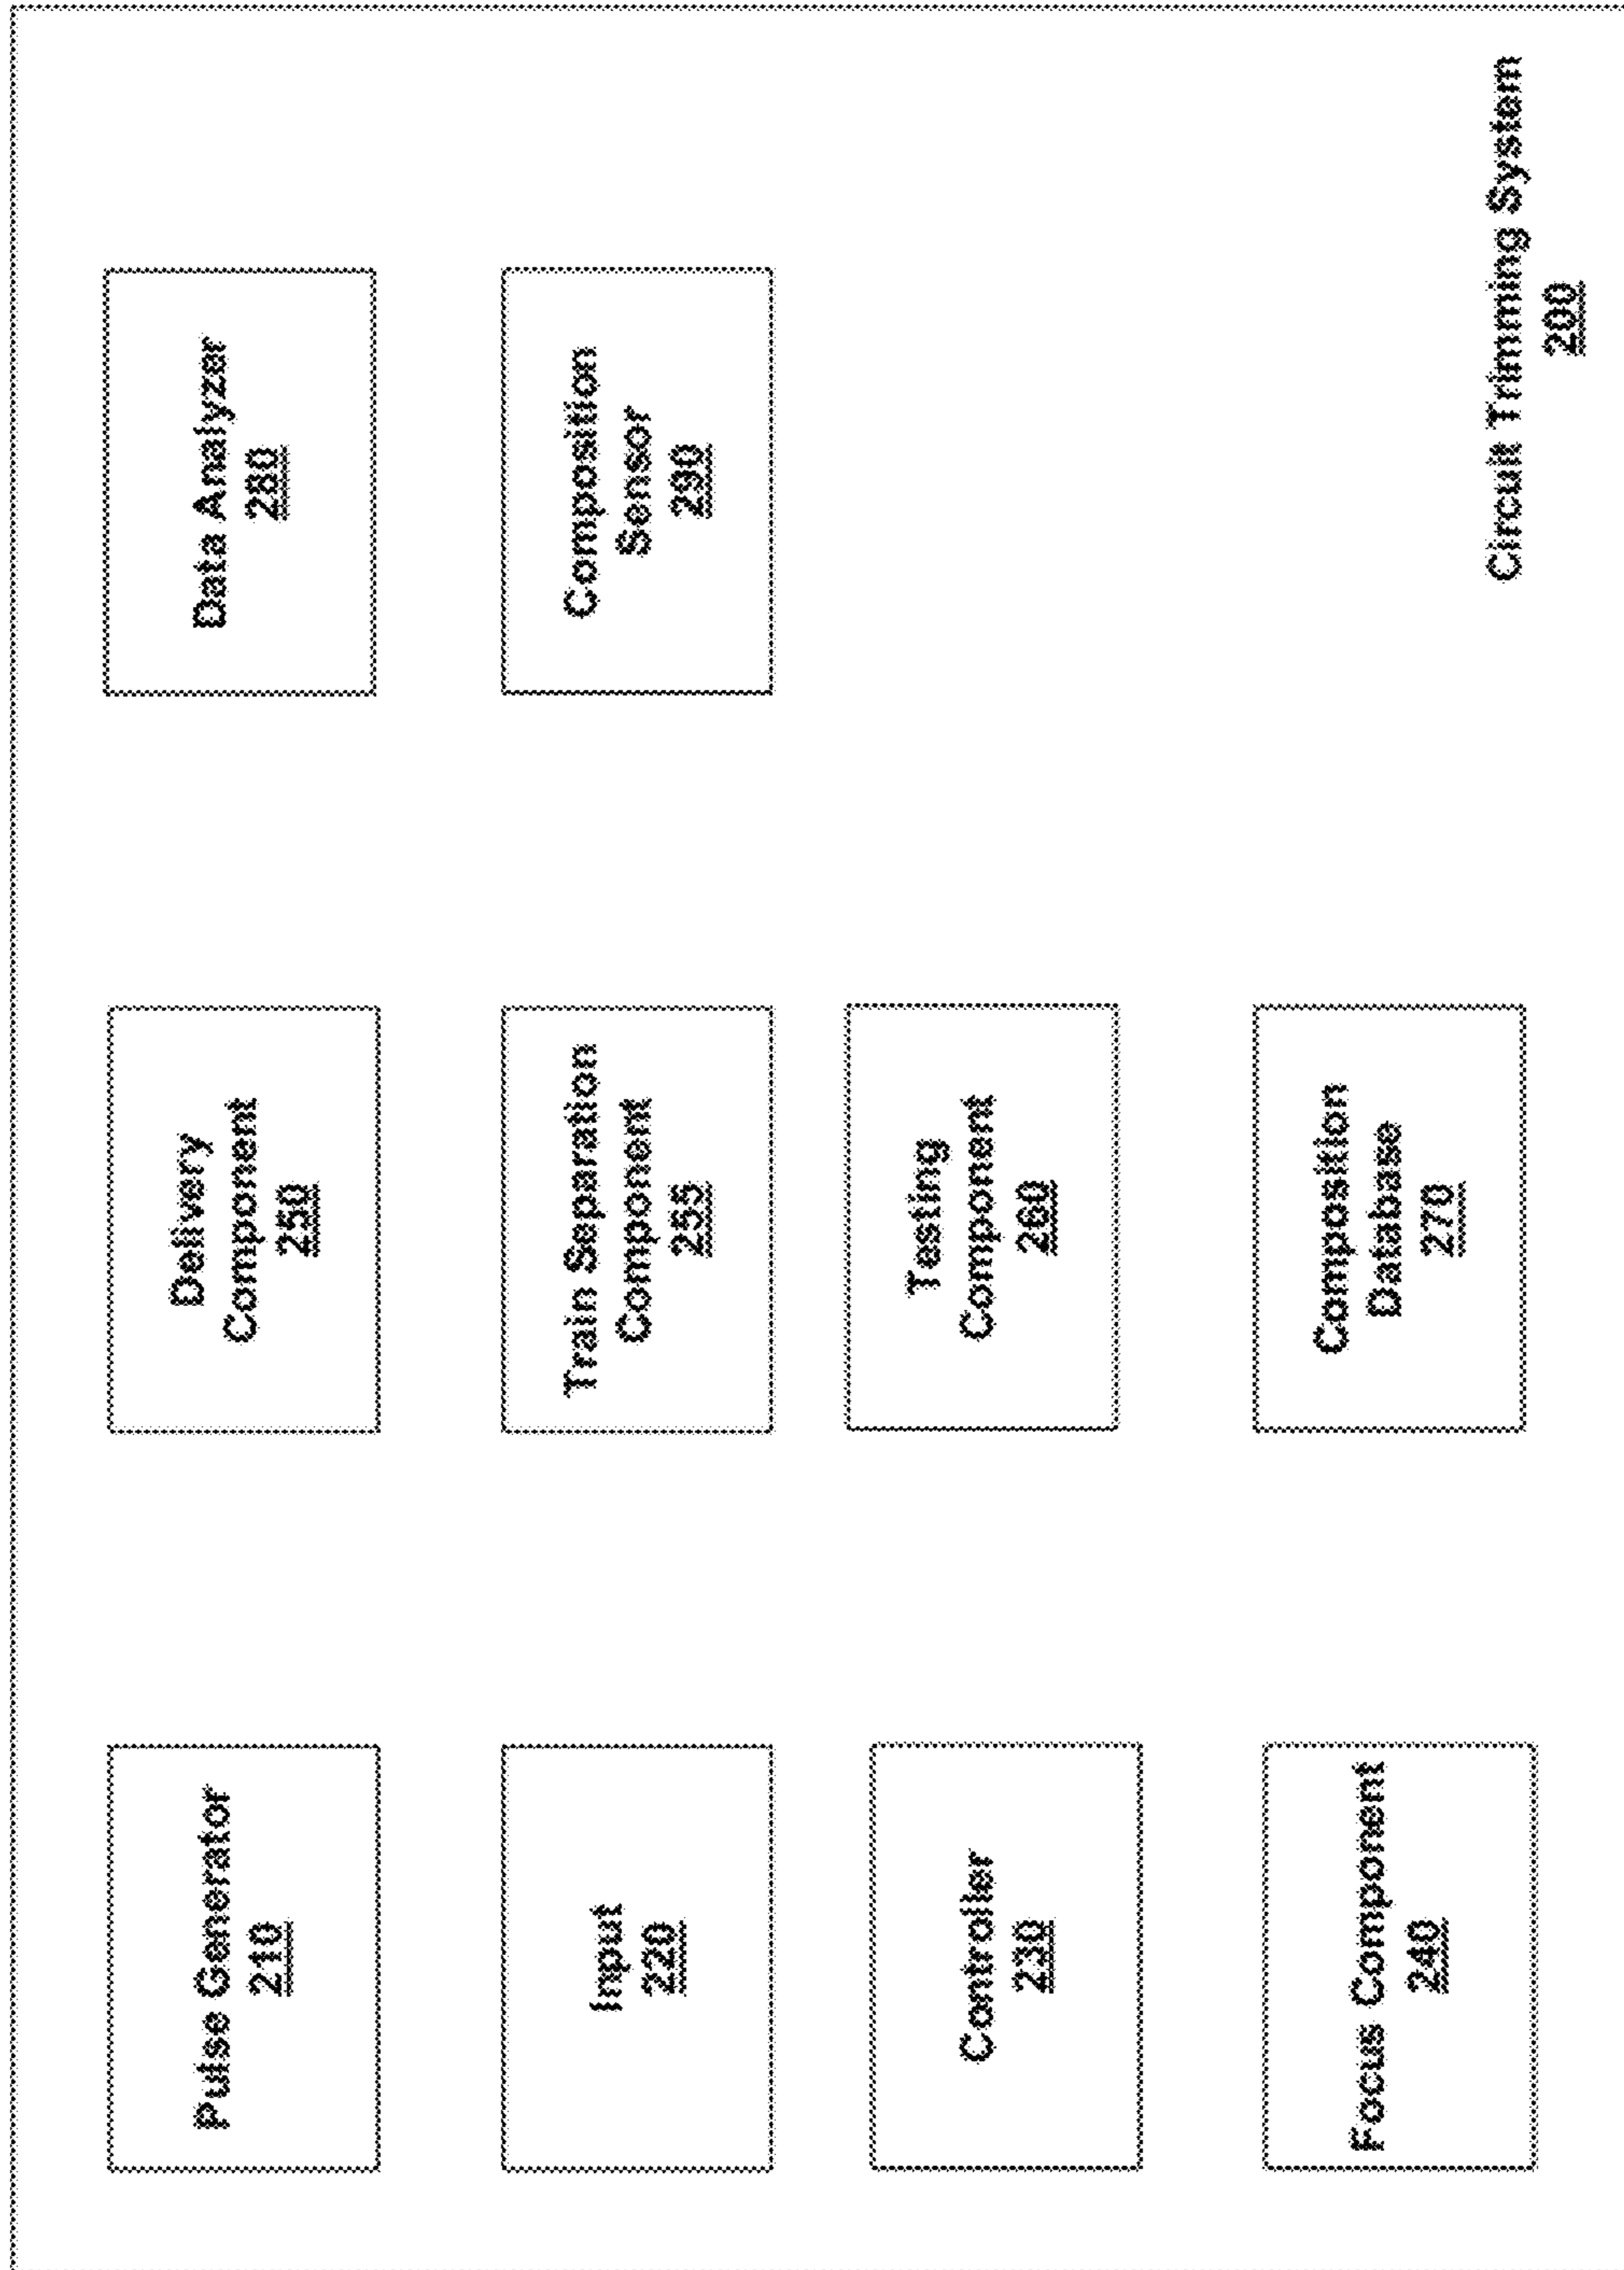 Pulse Generator
210
Input
220
Controller
230
Focus Component
240
Delivery
Component
250
Train Separation
Component
255
Testing
Component
260
Composition
Database
270
Data Analyzer
280
Composition
Sensor
290
Circuit Trimming System
200